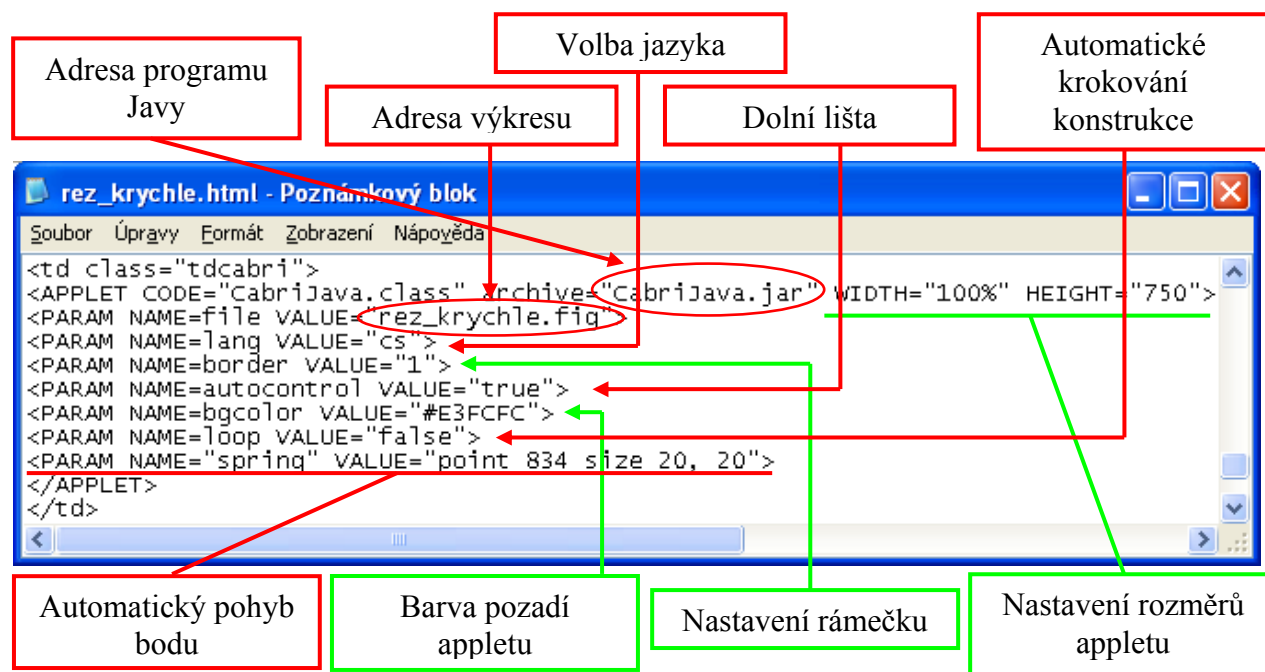 Volba jazyka
Automatické
krokování
konstrukce
Adresa programu
Javy
Adresa výkresu
Dolní lišta
rez_krychle.html - Poznámkový blok
Soubor Úpravy Formát Zobrazení Nápověda
<td class="tdcabri">
<APPLET CODE="CabriJava.class" archive="CabriJava.jar" WIDTH="100%" HEIGHT="750">
<PARAM NAME=file VALUE="rez_krychle.fig">
<PARAM NAME=lang VALUE="cs">
<PARAM NAME=border VALUE="1">
<PARAM NAME=autocontrol VALUE="true">
<PARAM NAME=bgcolor VALUE="#E3FCFC">
<PARAM NAME=loop VALUE="false">
<PARAM NAME="spring" VALUE="point 834 size 20, 20">
</APPLET>
</td>
Automatický pohyb
bodu
Barva pozadí
appletu
Nastavení rámečku
Nastavení rozměrů
appletu